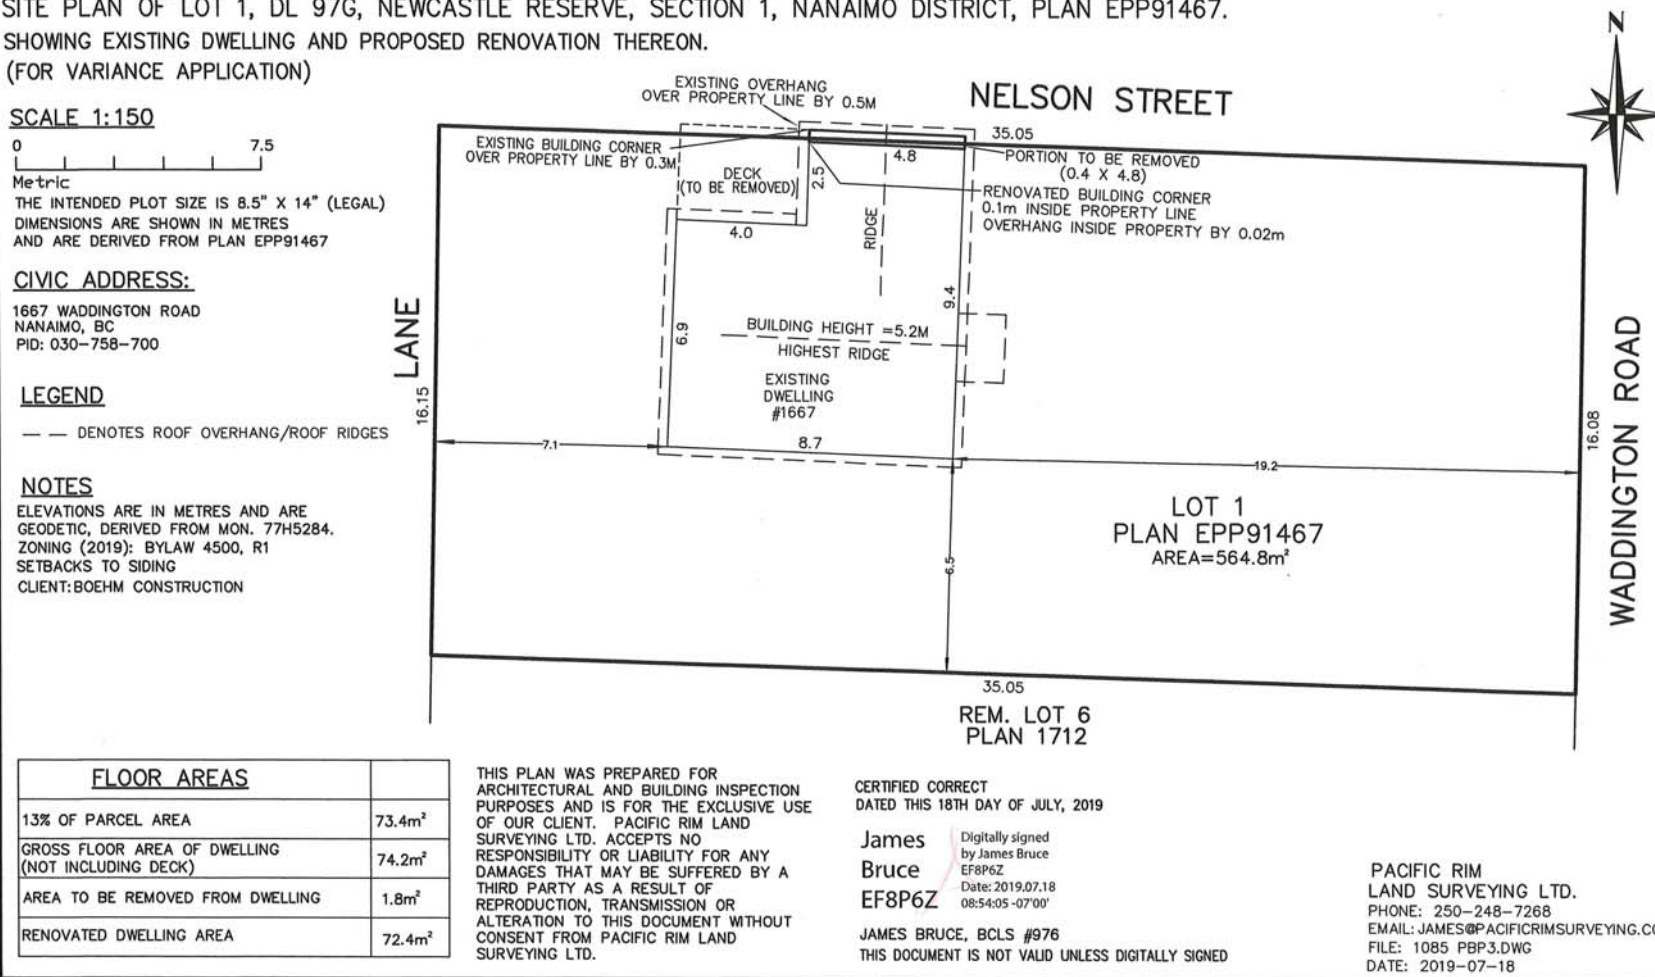 SITE PLAN OF LOT 1, DL 97G, NEWCASTLE RESERVE, SECTION 1, NANAIMO DISTRICT, PLAN EPP91467.
SHOWING EXISTING DWELLING AND PROPOSED RENOVATION THEREON.
(FOR VARIANCE APPLICATION)
SCALE 1:150
0 7.5
Metric
THE INTENDED PLOT SIZE IS 8.5" X 14" (LEGAL)
DIMENSIONS ARE SHOWN IN METRES
AND ARE DERIVED FROM PLAN EPP91467
CIVIC ADDRESS:
1667 WADDINGTON ROAD
NANAIMO, BC
PID: 030-758-700
LEGEND
— — DENOTES ROOF OVERHANG/ROOF RIDGES
NOTES
ELEVATIONS ARE IN METRES AND ARE
GEODETIC, DERIVED FROM MON. 77H5284.
ZONING (2019): BYLAW 4500, R1
SETBACKS TO SIDING
CLIENT: BOEHM CONSTRUCTION
EXISTING OVERHANG
OVER PROPERTY LINE BY 0.5M
NELSON STREET
N
35.05
EXISTING BUILDING CORNER
OVER PROPERTY LINE BY 0.3M
4.8
PORTION TO BE REMOVED
(0.4 X 4.8)
DECK
(TO BE REMOVED)
2.5
RENOVATED BUILDING CORNER
0.1m INSIDE PROPERTY LINE
OVERHANG INSIDE PROPERTY BY 0.02m
RIDGE
4.0
9.4
6.9
BUILDING HEIGHT =5.2M
HIGHEST RIDGE
EXISTING
DWELLING
#1667
LANE
16.15
7.1
8.7
19.2
6.5
16.08
WADDINGTON ROAD
LOT 1
PLAN EPP91467
AREA=564.8m²
35.05
REM. LOT 6
PLAN 1712
FLOOR AREAS
13% OF PARCEL AREA 73.4m²
GROSS FLOOR AREA OF DWELLING
(NOT INCLUDING DECK) 74.2m²
AREA TO BE REMOVED FROM DWELLING 1.8m²
RENOVATED DWELLING AREA 72.4m²
THIS PLAN WAS PREPARED FOR
ARCHITECTURAL AND BUILDING INSPECTION
PURPOSES AND IS FOR THE EXCLUSIVE USE
OF OUR CLIENT. PACIFIC RIM LAND
SURVEYING LTD. ACCEPTS NO
RESPONSIBILITY OR LIABILITY FOR ANY
DAMAGES THAT MAY BE SUFFERED BY A
THIRD PARTY AS A RESULT OF
REPRODUCTION, TRANSMISSION OR
ALTERATION TO THIS DOCUMENT WITHOUT
CONSENT FROM PACIFIC RIM LAND
SURVEYING LTD.
CERTIFIED CORRECT
DATED THIS 18TH DAY OF JULY, 2019
James
Bruce
EF8P6Z
Digitally signed
by James Bruce
EF8P6Z
Date: 2019.07.18
08:54:05 -07'00'
JAMES BRUCE, BCLS #976
THIS DOCUMENT IS NOT VALID UNLESS DIGITALLY SIGNED
PACIFIC RIM
LAND SURVEYING LTD.
PHONE: 250-248-7268
EMAIL: JAMES@PACIFICRIMSURVEYING.CO
FILE: 1085 PBP3.DWG
DATE: 2019-07-18